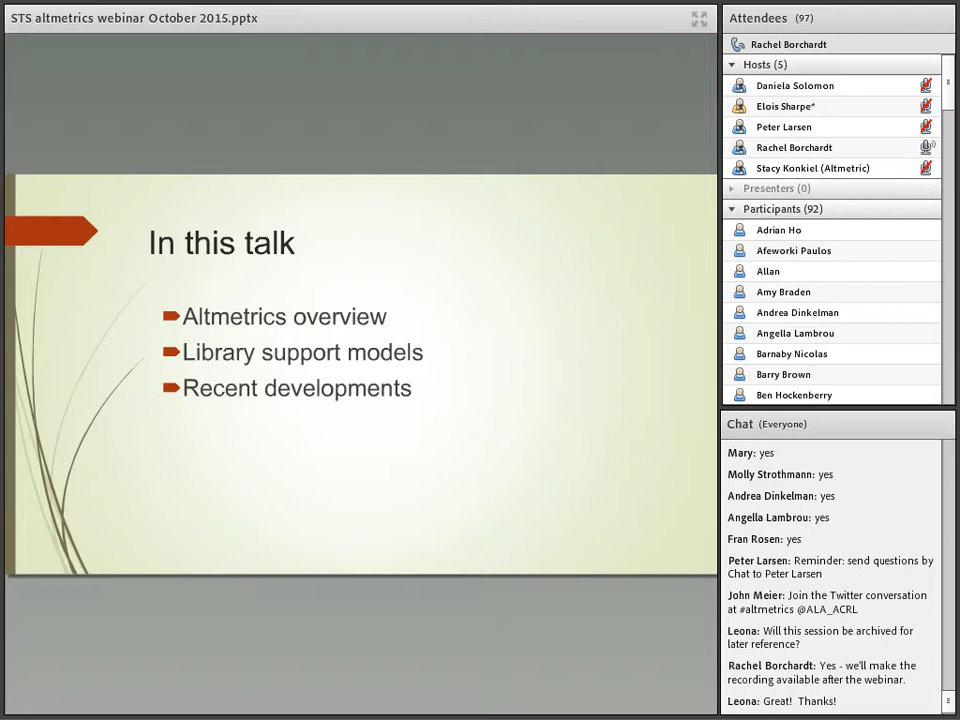 STS altmetrics webinar October 2015.pptx
In this talk
Altmetrics overview
Library support models
Recent developments
Attendees (97)
Rachel Borchardt
Hosts (5)
Daniela Solomon
Elois Sharpe*
Peter Larsen
Rachel Borchardt
Stacy Konkiel (Altmetric)
Presenters (0)
Participants (92)
Adrian Ho
Afeworki Paulos
Allan
Amy Braden
Andrea Dinkelman
Angella Lambrou
Barnaby Nicolas
Barry Brown
Ben Hockenberry
Chat (Everyone)
Mary: yes
Molly Strothmann: yes
Andrea Dinkelman: yes
Angella Lambrou: yes
Fran Rosen: yes
Peter Larsen: Reminder: send questions by
Chat to Peter Larsen
John Meier: Join the Twitter conversation
at #altmetrics @ALA_ACRL
Leona: Will this session be archived for
later reference?
Rachel Borchardt: Yes - we'll make the
recording available after the webinar.
Leona: Great! Thanks!